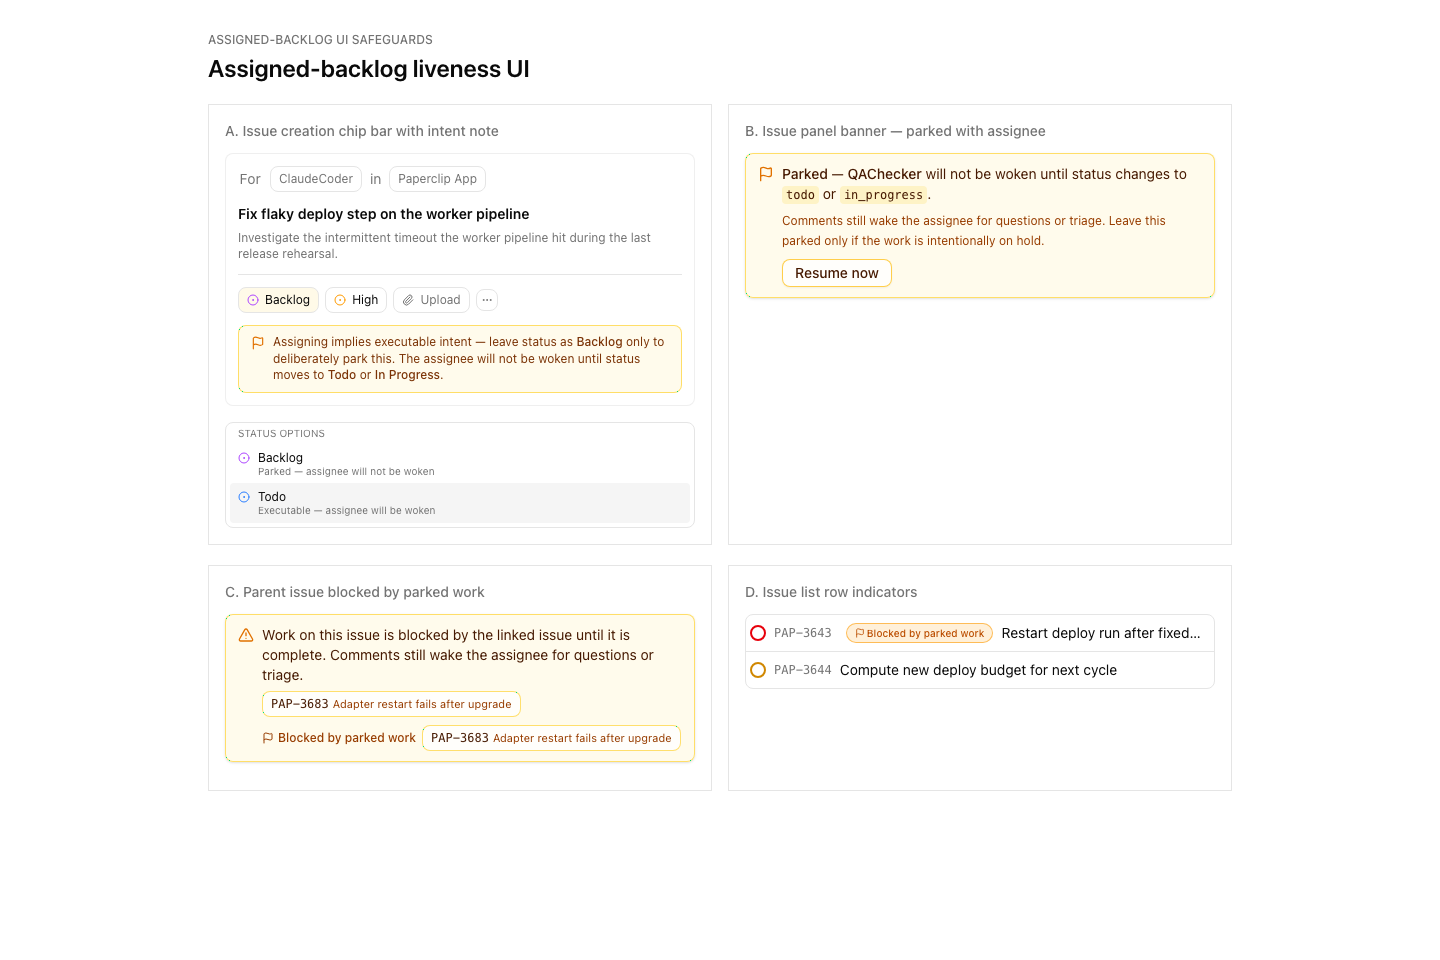 ASSIGNED-BACKLOG UI SAFEGUARDS
Assigned-backlog liveness UI
A. Issue creation chip bar with intent note
For ClaudeCoder in Paperclip App
Fix flaky deploy step on the worker pipeline
Investigate the intermittent timeout the worker pipeline hit during the last
release rehearsal.
Backlog High Upload ...
Assigning implies executable intent — leave status as Backlog only to
deliberately park this. The assignee will not be woken until status
moves to Todo or In Progress.
STATUS OPTIONS
Backlog
Parked — assignee will not be woken
Todo
Executable — assignee will be woken
B. Issue panel banner — parked with assignee
Parked — QAChecker will not be woken until status changes to
todo or in_progress.
Comments still wake the assignee for questions or triage. Leave this
parked only if the work is intentionally on hold.
Resume now
C. Parent issue blocked by parked work
Work on this issue is blocked by the linked issue until it is
complete. Comments still wake the assignee for questions or
triage.
PAP-3683 Adapter restart fails after upgrade
Blocked by parked work PAP-3683 Adapter restart fails after upgrade
D. Issue list row indicators
PAP-3643 Blocked by parked work Restart deploy run after fixed...
PAP-3644 Compute new deploy budget for next cycle